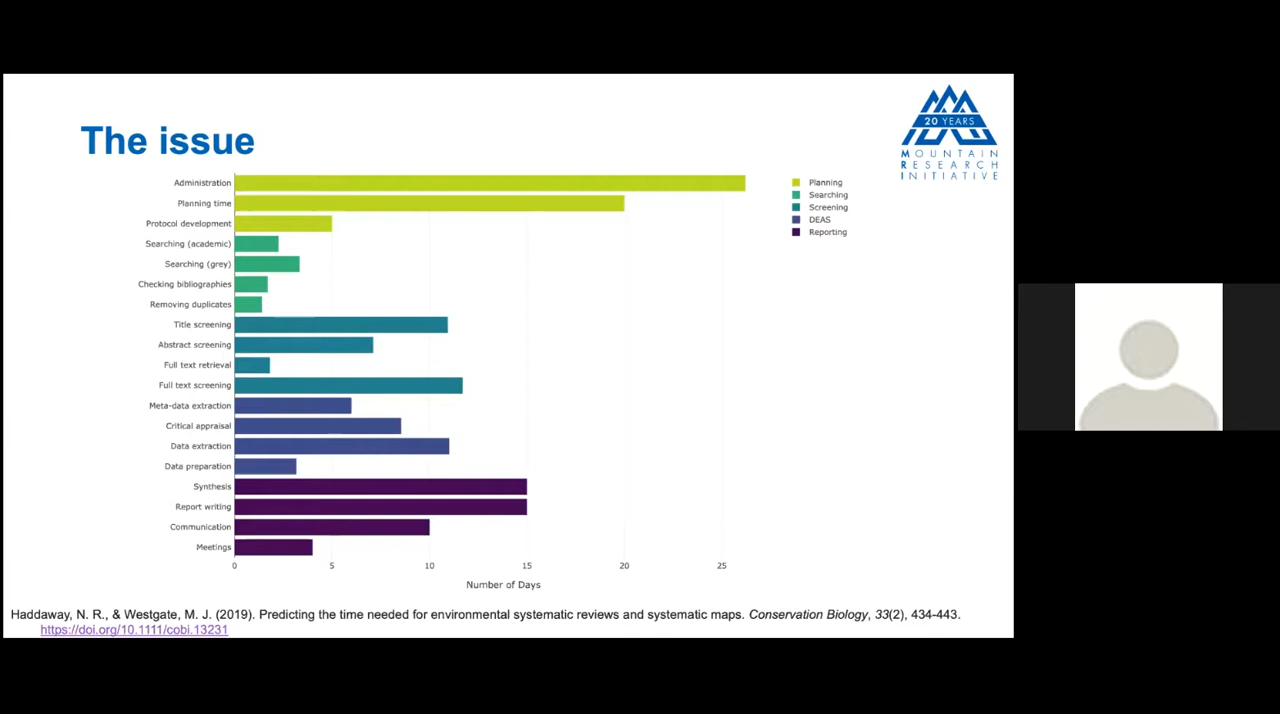 The issue
20 YEARS
MOUNTAIN
RESEARCH
INITIATIVE
Administration
Planning time
Protocol development
Searching (academic)
Searching (grey)
Checking bibliographies
Removing duplicates
Title screening
Abstract screening
Full text retrieval
Full text screening
Meta-data extraction
Critical appraisal
Data extraction
Data preparation
Synthesis
Report writing
Communication
Meetings
0 5 10 15 20 25
Number of Days
Planning
Searching
Screening
DEAS
Reporting
Haddaway, N. R., & Westgate, M. J. (2019). Predicting the time needed for environmental systematic reviews and systematic maps. Conservation Biology, 33(2), 434-443.
https://doi.org/10.1111/cobi.13231